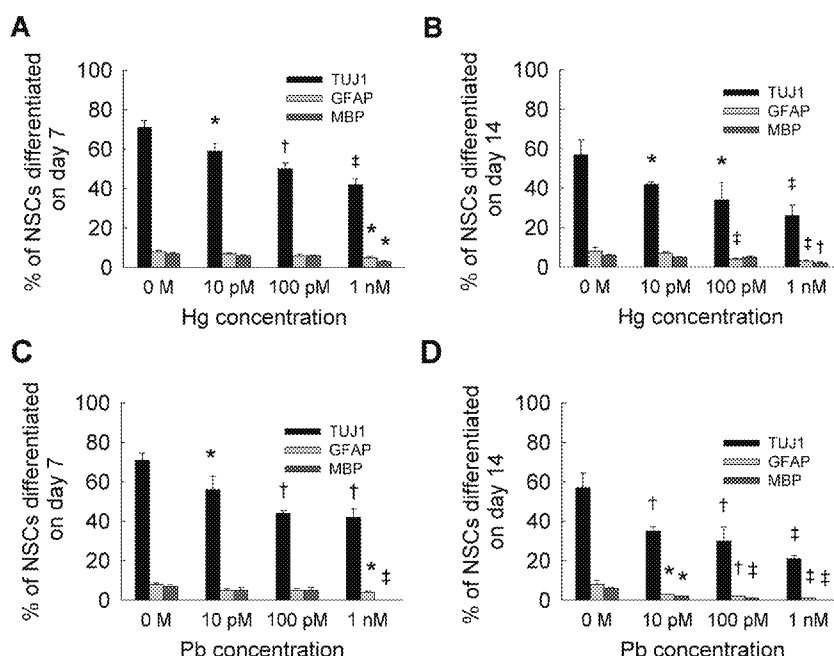 A
% of NSCs differentiated
on day 7
100
80
60
40
20
0
TUJ1
GFAP
MBP
*
†
‡
*
*
0 M 10 pM 100 pM 1 nM
Hg concentration
B
% of NSCs differentiated
on day 14
100
80
60
40
20
0
TUJ1
GFAP
MBP
*
*
‡
‡
‡ †
0 M 10 pM 100 pM 1 nM
Hg concentration
C
% of NSCs differentiated
on day 7
100
80
60
40
20
0
TUJ1
GFAP
MBP
*
†
†
*
‡
0 M 10 pM 100 pM 1 nM
Pb concentration
D
% of NSCs differentiated
on day 14
100
80
60
40
20
0
TUJ1
GFAP
MBP
†
†
‡
* *
† ‡
‡ ‡
0 M 10 pM 100 pM 1 nM
Pb concentration